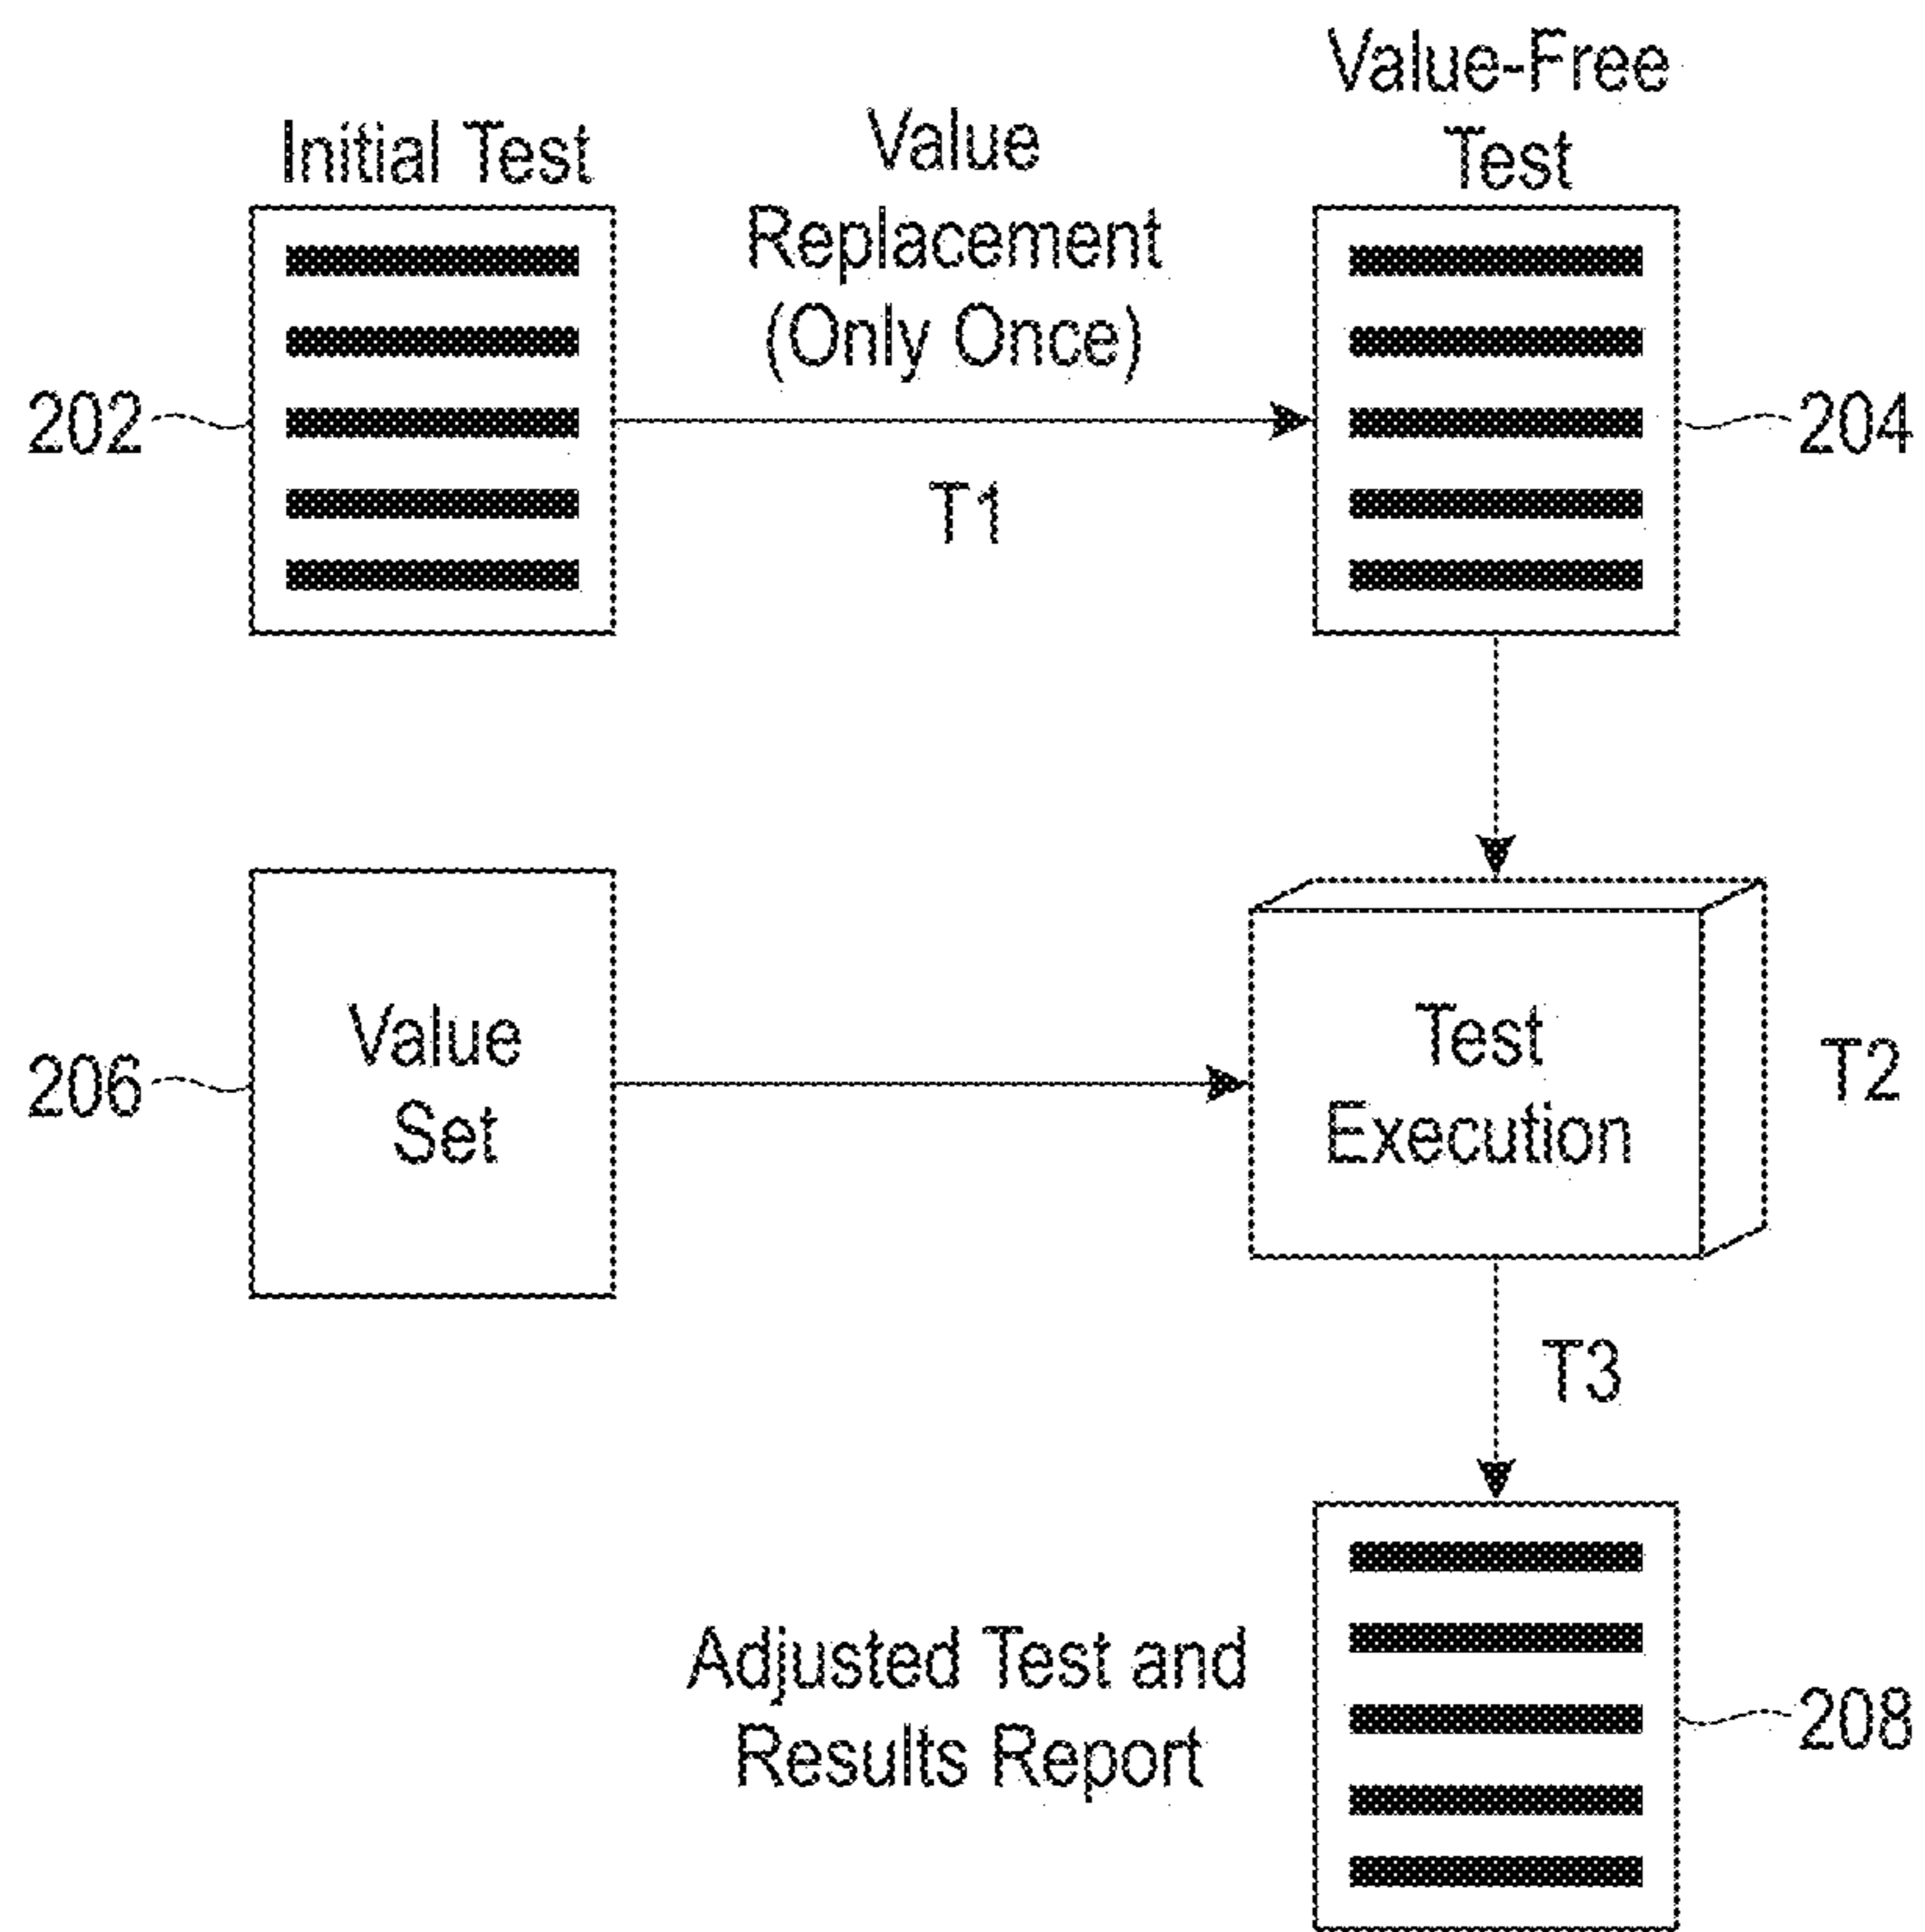 Initial Test
Value
Replacement
(Only Once)
Value-Free
Test
202
T1
204
206
Value
Set
Test
Execution
T2
T3
Adjusted Test and
Results Report
208